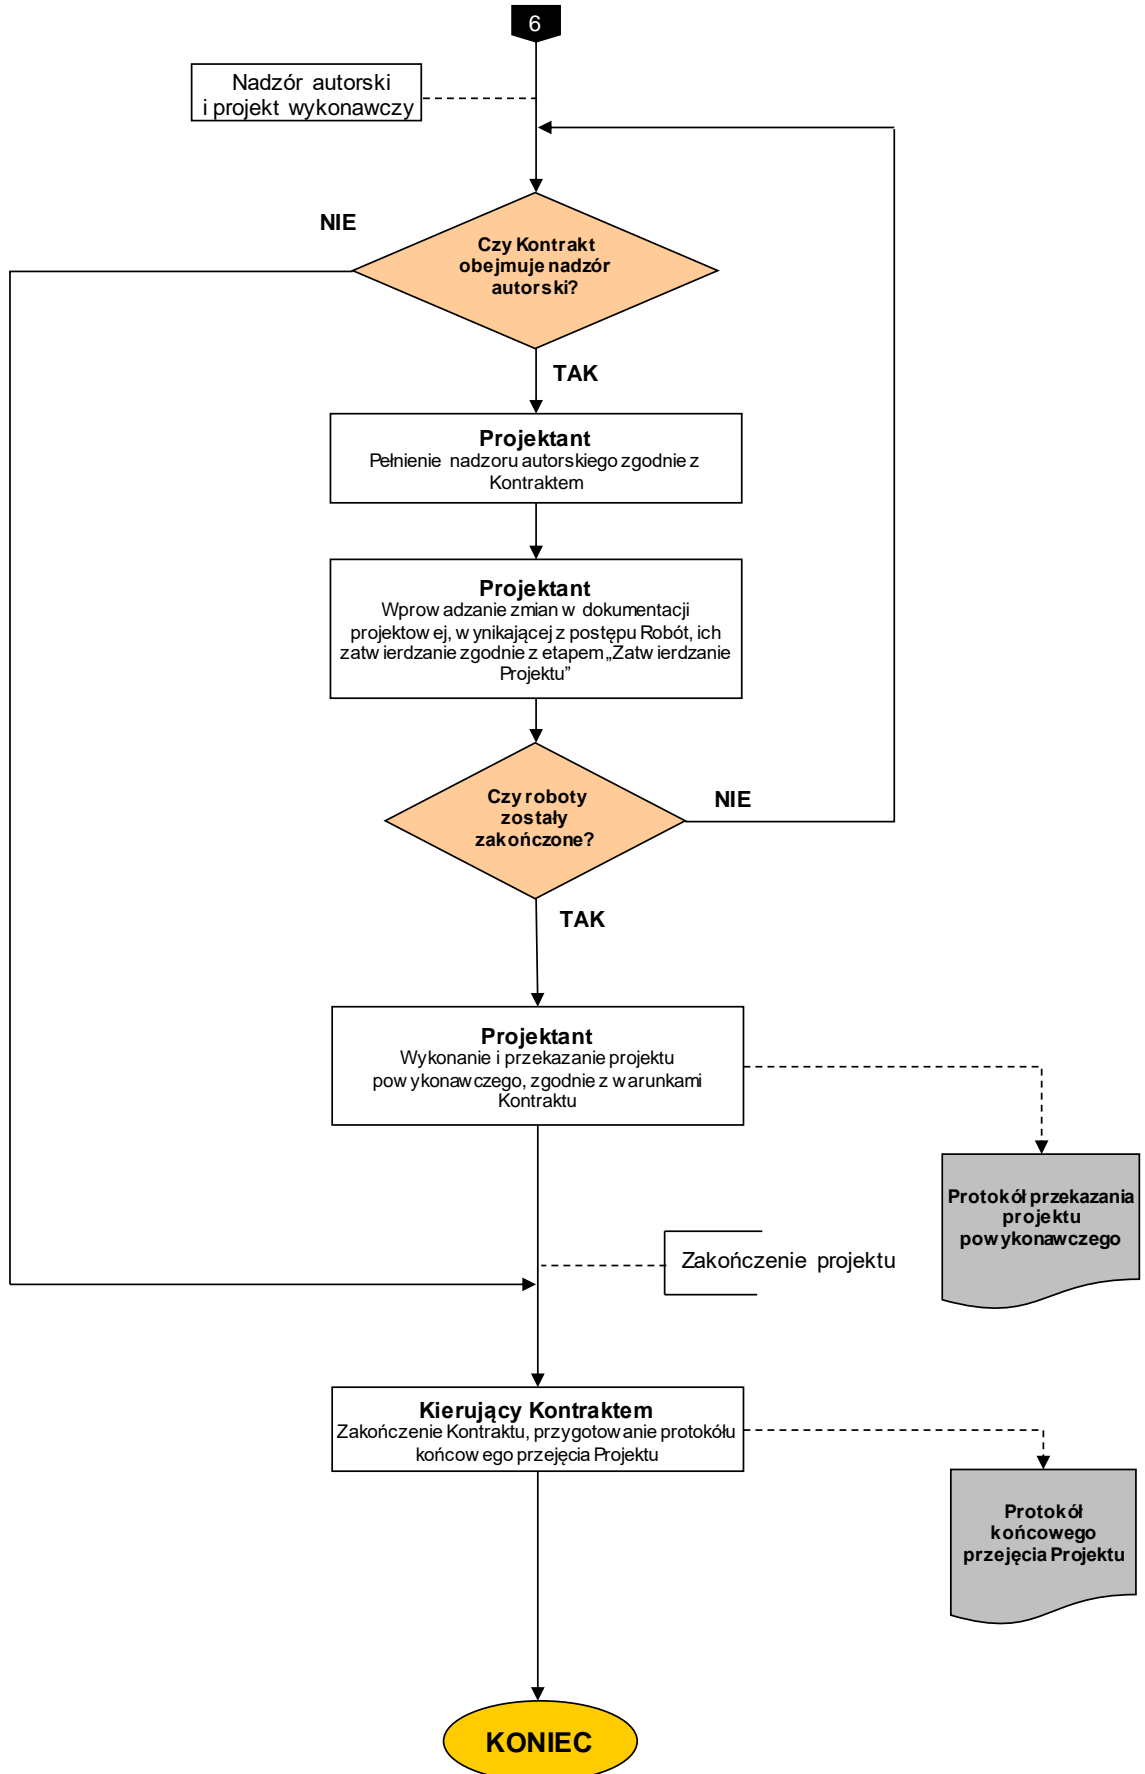 6
Nadzór autorski
i projekt wykonawczy
NIE
Czy Kontrakt
obejmuje nadzór
autorski?
TAK
Projektant
Pełnienie nadzoru autorskiego zgodnie z
Kontraktem
Projektant
Wprowadzanie zmian w dokumentacji
projektowej, wynikającej z postępu Robót, ich
zatwierdzanie zgodnie z etapem „Zatwierdzanie
Projektu”
Czy roboty
zostały
zakończone?
NIE
TAK
Projektant
Wykonanie i przekazanie projektu
powykonawczego, zgodnie z warunkami
Kontraktu
Protokół przekazania
projektu
powykonawczego
Zakończenie projektu
Kierujący Kontraktem
Zakończenie Kontraktu, przygotowanie protokółu
końcowego przejęcia Projektu
Protokół
końcowego
przejęcia Projektu
KONIEC